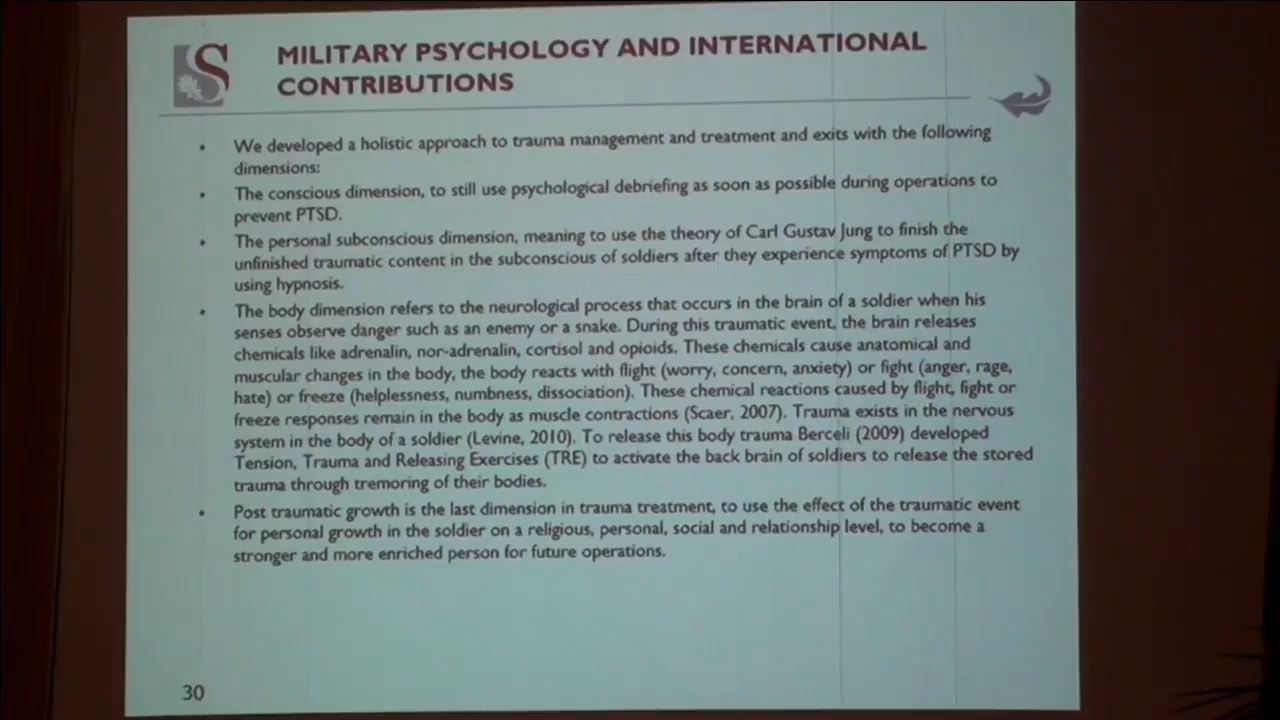 S
MILITARY PSYCHOLOGY AND INTERNATIONAL
CONTRIBUTIONS
• We developed a holistic approach to trauma management and treatment and exits with the following
dimensions:
• The conscious dimension, to still use psychological debriefing as soon as possible during operations to
prevent PTSD.
• The personal subconscious dimension, meaning to use the theory of Carl Gustav Jung to finish the
unfinished traumatic content in the subconscious of soldiers after they experience symptoms of PTSD by
using hypnosis.
• The body dimension refers to the neurological process that occurs in the brain of a soldier when his
senses observe danger such as an enemy or a snake. During this traumatic event, the brain releases
chemicals like adrenalin, nor-adrenalin, cortisol and opioids. These chemicals cause anatomical and
muscular changes in the body, the body reacts with flight (worry, concern, anxiety) or fight (anger, rage,
hate) or freeze (helplessness, numbness, dissociation). These chemical reactions caused by flight, fight or
freeze responses remain in the body as muscle contractions (Scaer, 2007). Trauma exists in the nervous
system in the body of a soldier (Levine, 2010). To release this body trauma Berceli (2009) developed
Tension, Trauma and Releasing Exercises (TRE) to activate the back brain of soldiers to release the stored
trauma through tremoring of their bodies.
• Post traumatic growth is the last dimension in trauma treatment, to use the effect of the traumatic event
for personal growth in the soldier on a religious, personal, social and relationship level, to become a
stronger and more enriched person for future operations.
30